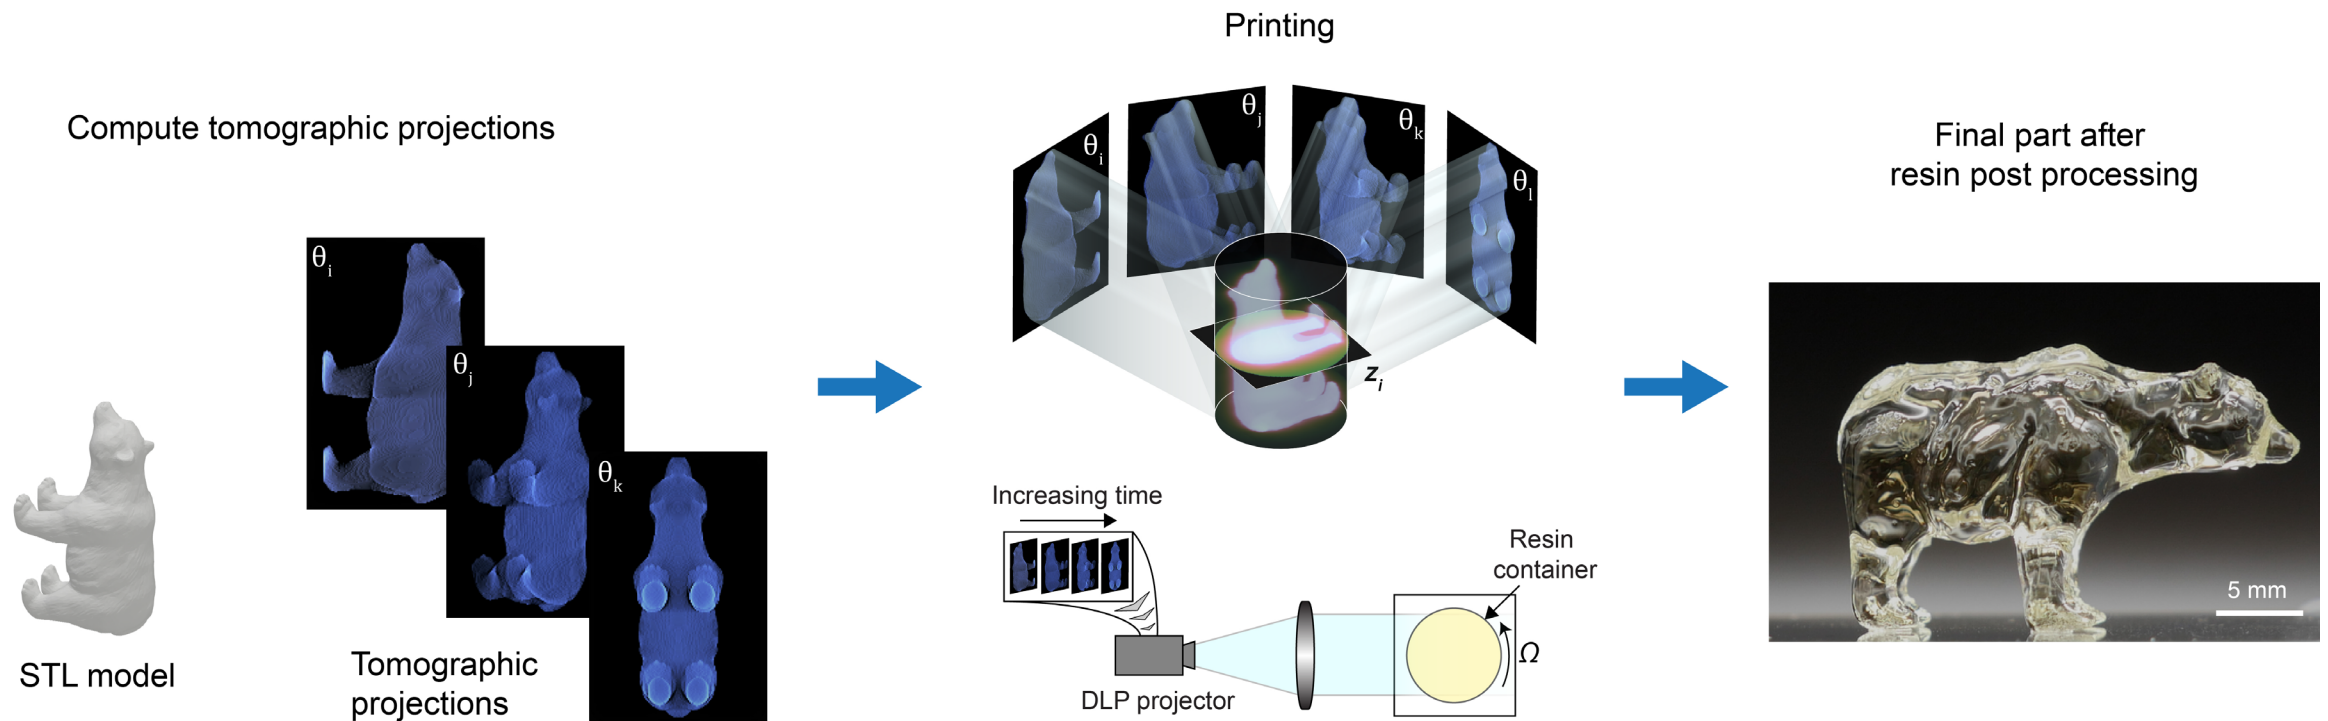 Compute tomographic projections
STL model
θi
θj
θk
Tomographic
projections
Printing
θi
θj
θk
θl
zi
Increasing time
DLP projector
Resin
container
Ω
Final part after
resin post processing
5 mm